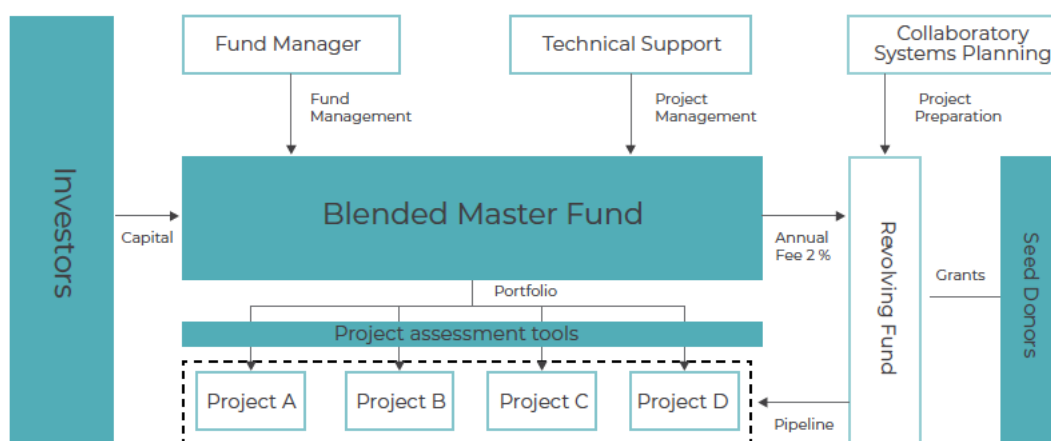 Fund Manager
Technical Support
Collaboratory
Systems Planning
Fund
Management
Project
Management
Project
Preparation
Investors
Capital
Blended Master Fund
Annual
Fee 2 %
Revolving Fund
Grants
Seed Donors
Portfolio
Project assessment tools
Project A
Project B
Project C
Project D
Pipeline